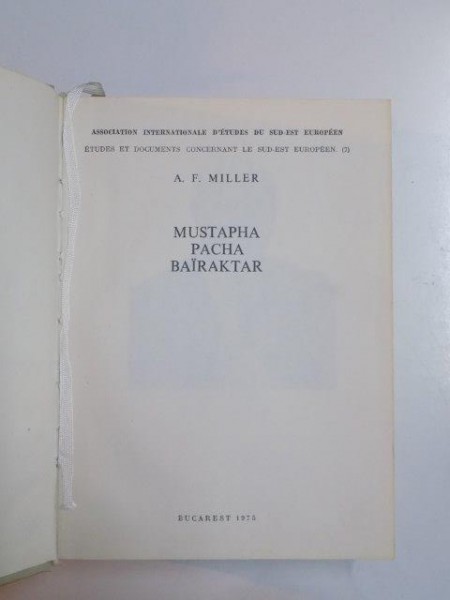 ASSOCIATION INTERNATIONALE D'ÉTUDES DU SUD-EST EUROPÉEN
ÉTUDES ET DOCUMENTS CONCERNANT LE SUD-EST EUROPÉEN. (7)
A. F. MILLER
MUSTAPHA
PACHA
BAÏRAKTAR
BUCAREST 1975